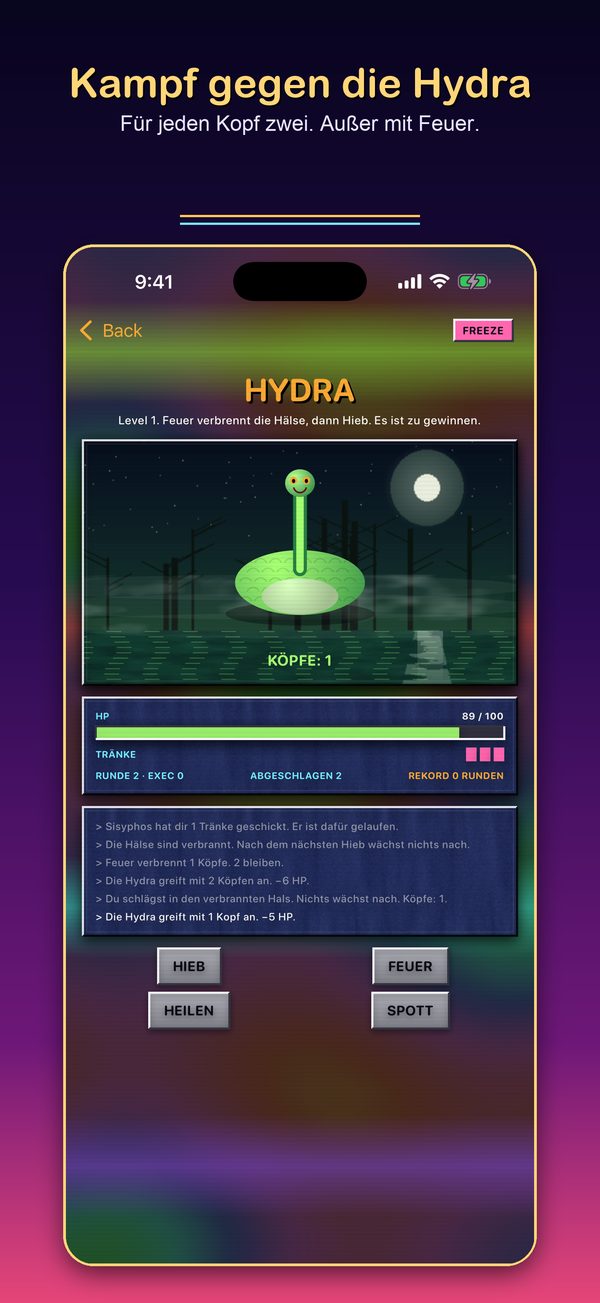 Kampf gegen die Hydra
Für jeden Kopf zwei. Außer mit Feuer.
9:41
Back
FREEZE
HYDRA
Level 1. Feuer verbrennt die Hälse, dann Hieb. Es ist zu gewinnen.
KÖPFE: 1
HP 89 / 100
TRÄNKE
RUNDE 2 · EXEC 0 ABGESCHLAGEN 2 REKORD 0 RUNDEN
> Sisyphos hat dir 1 Tränke geschickt. Er ist dafür gelaufen.
> Die Hälse sind verbrannt. Nach dem nächsten Hieb wächst nichts nach.
> Feuer verbrennt 1 Köpfe. 2 bleiben.
> Die Hydra greift mit 2 Köpfen an. −6 HP.
> Du schlägst in den verbrannten Hals. Nichts wächst nach. Köpfe: 1.
> Die Hydra greift mit 1 Kopf an. −5 HP.
HIEB FEUER
HEILEN SPOTT